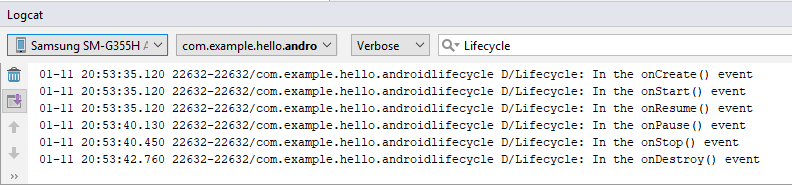 Logcat
Samsung SM-G355H A com.example.hello.andro Verbose Lifecycle
01-11 20:53:35.120 22632-22632/com.example.hello.androidlifecycle D/Lifecycle: In the onCreate() event
01-11 20:53:35.120 22632-22632/com.example.hello.androidlifecycle D/Lifecycle: In the onStart() event
01-11 20:53:35.120 22632-22632/com.example.hello.androidlifecycle D/Lifecycle: In the onResume() event
01-11 20:53:40.130 22632-22632/com.example.hello.androidlifecycle D/Lifecycle: In the onPause() event
01-11 20:53:40.450 22632-22632/com.example.hello.androidlifecycle D/Lifecycle: In the onStop() event
01-11 20:53:42.760 22632-22632/com.example.hello.androidlifecycle D/Lifecycle: In the onDestroy() event